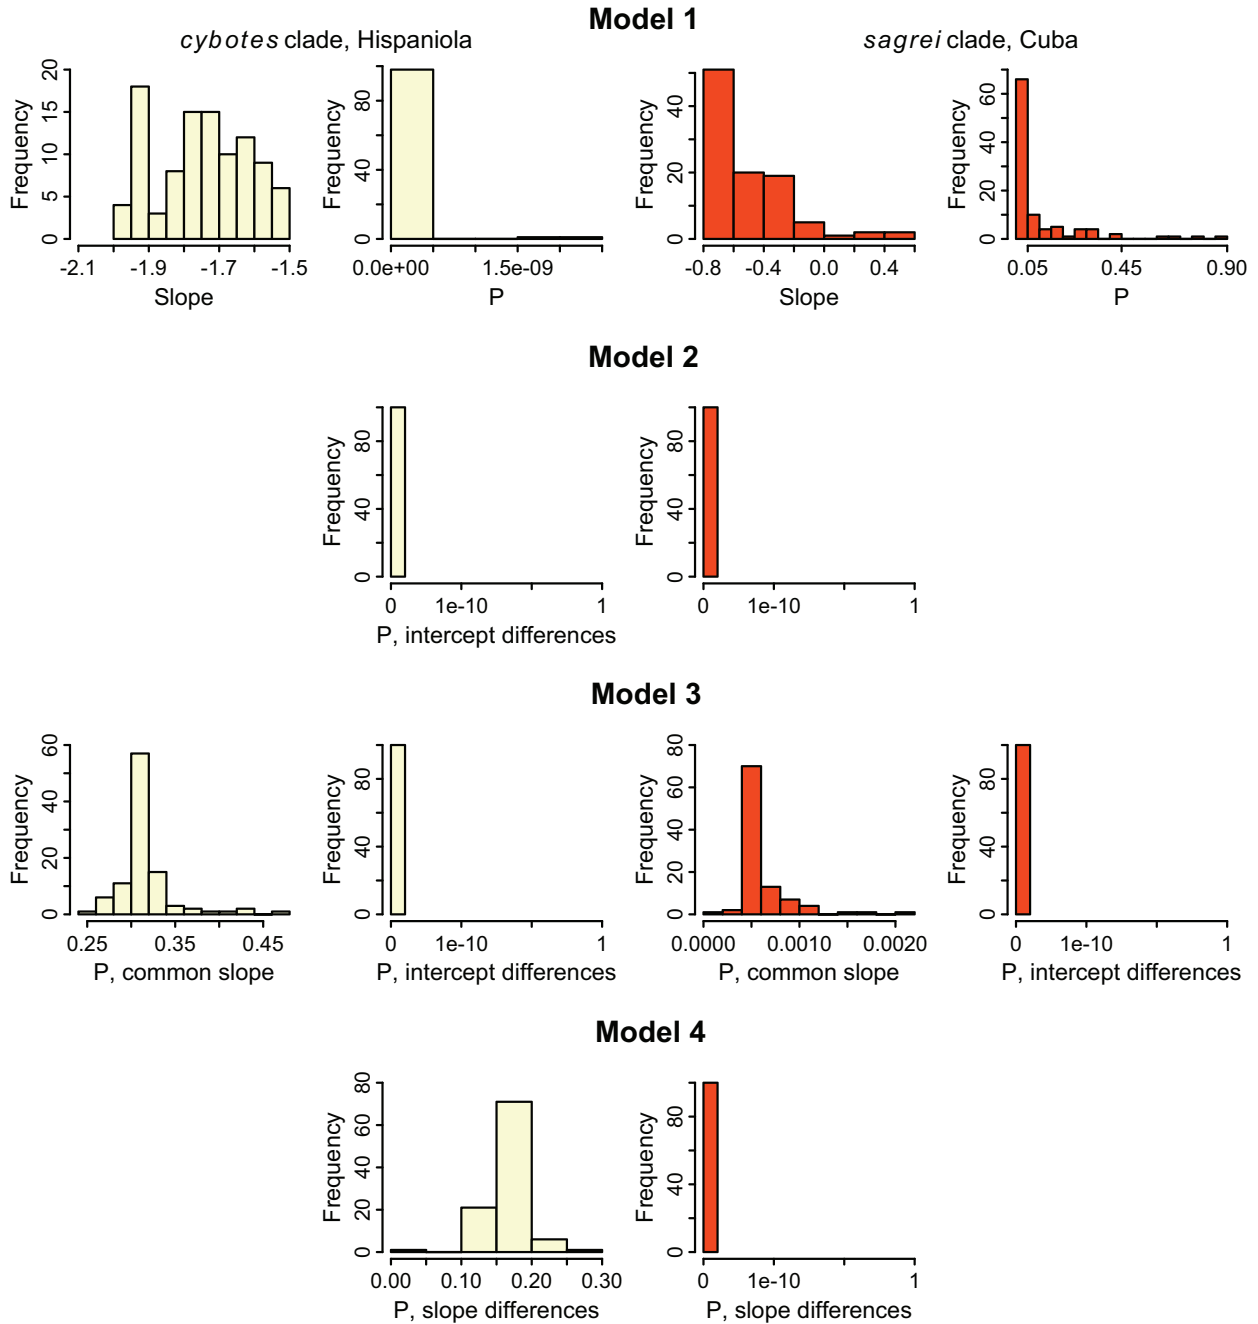 Model 1
cybotes clade, Hispaniola
sagrei clade, Cuba
Frequency
0 5 10 15 20
-2.1 -1.9 -1.7 -1.5
Slope
Frequency
0 40 80
0.0e+00 1.5e-09
P
Frequency
0 20 40
-0.8 -0.4 0.0 0.4
Slope
Frequency
0 20 40 60
0.05 0.45 0.90
P
Model 2
Frequency
0 40 80
0 1e-10 1
P, intercept differences
Frequency
0 40 80
0 1e-10 1
Model 3
Frequency
0 20 40 60
0.25 0.35 0.45
P, common slope
Frequency
0 40 80
0 1e-10 1
P, intercept differences
Frequency
0 20 40 60 80
0.0000 0.0010 0.0020
P, common slope
Frequency
0 40 80
0 1e-10 1
P, intercept differences
Model 4
Frequency
0 20 40 60 80
0.00 0.10 0.20 0.30
P, slope differences
Frequency
0 40 80
0 1e-10 1
P, slope differences